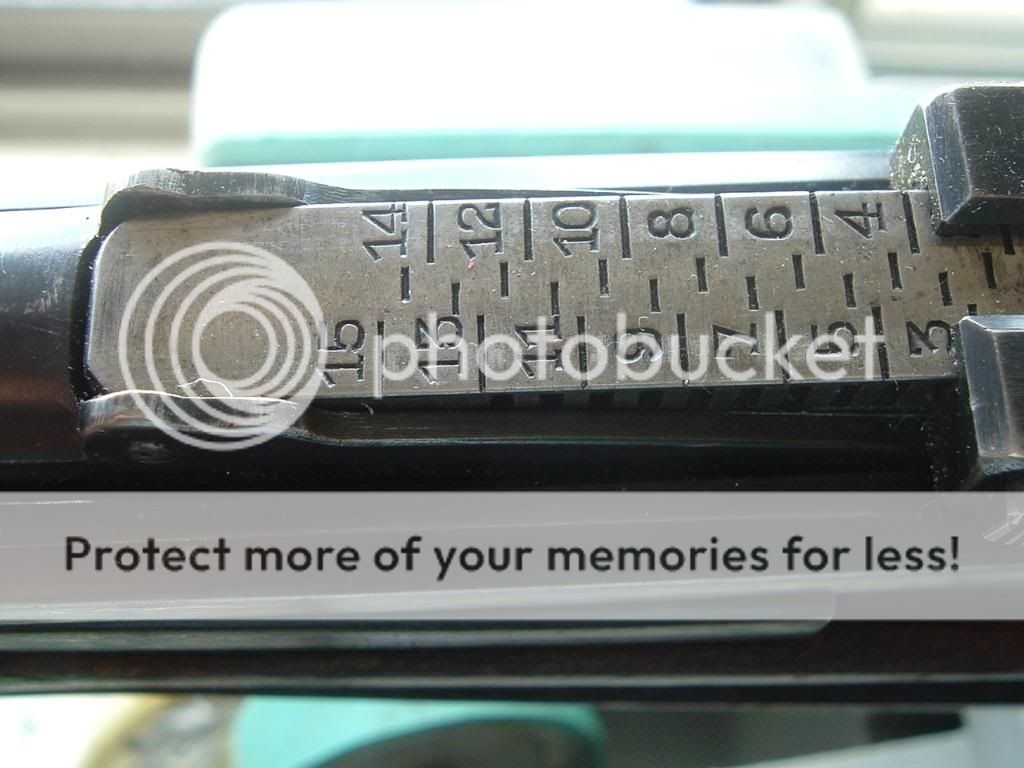 14 12 10 8 6 4
15 13 11 9 7 5 3
photobucket
Protect more of your memories for less!